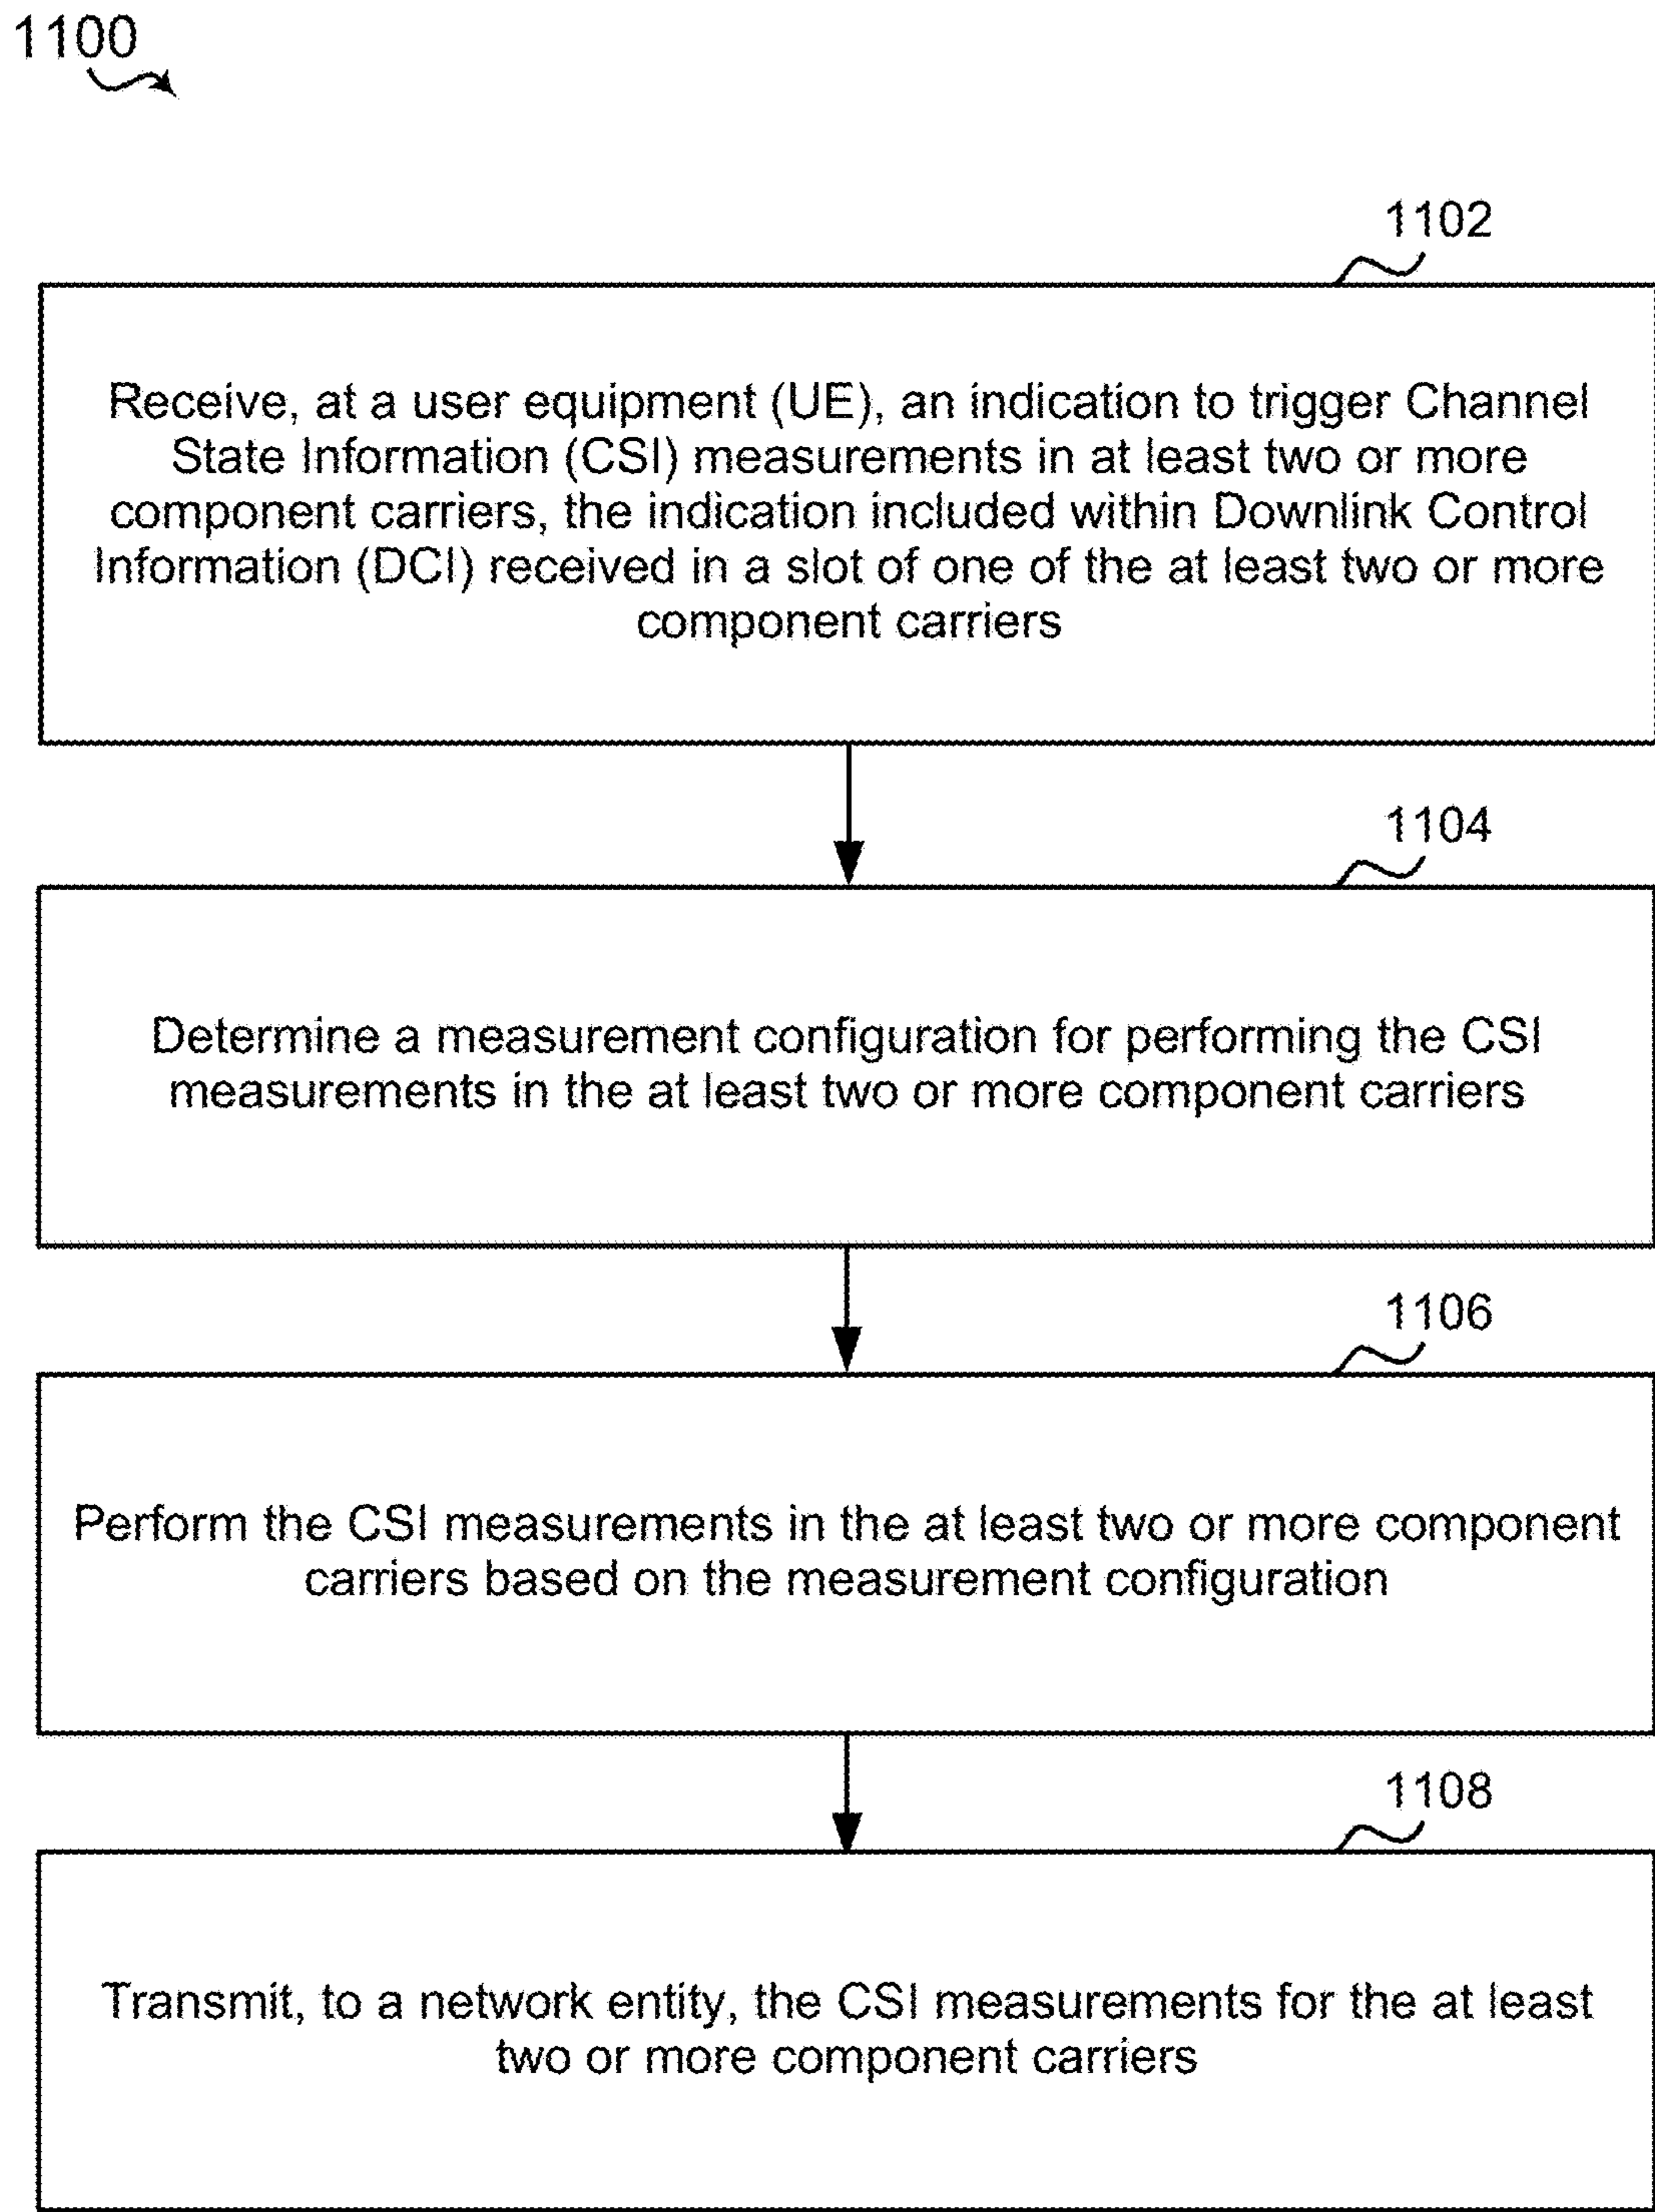 1100
1102
Receive, at a user equipment (UE), an indication to trigger Channel
State Information (CSI) measurements in at least two or more
component carriers, the indication included within Downlink Control
Information (DCI) received in a slot of one of the at least two or more
component carriers
1104
Determine a measurement configuration for performing the CSI
measurements in the at least two or more component carriers
1106
Perform the CSI measurements in the at least two or more component
carriers based on the measurement configuration
1108
Transmit, to a network entity, the CSI measurements for the at least
two or more component carriers